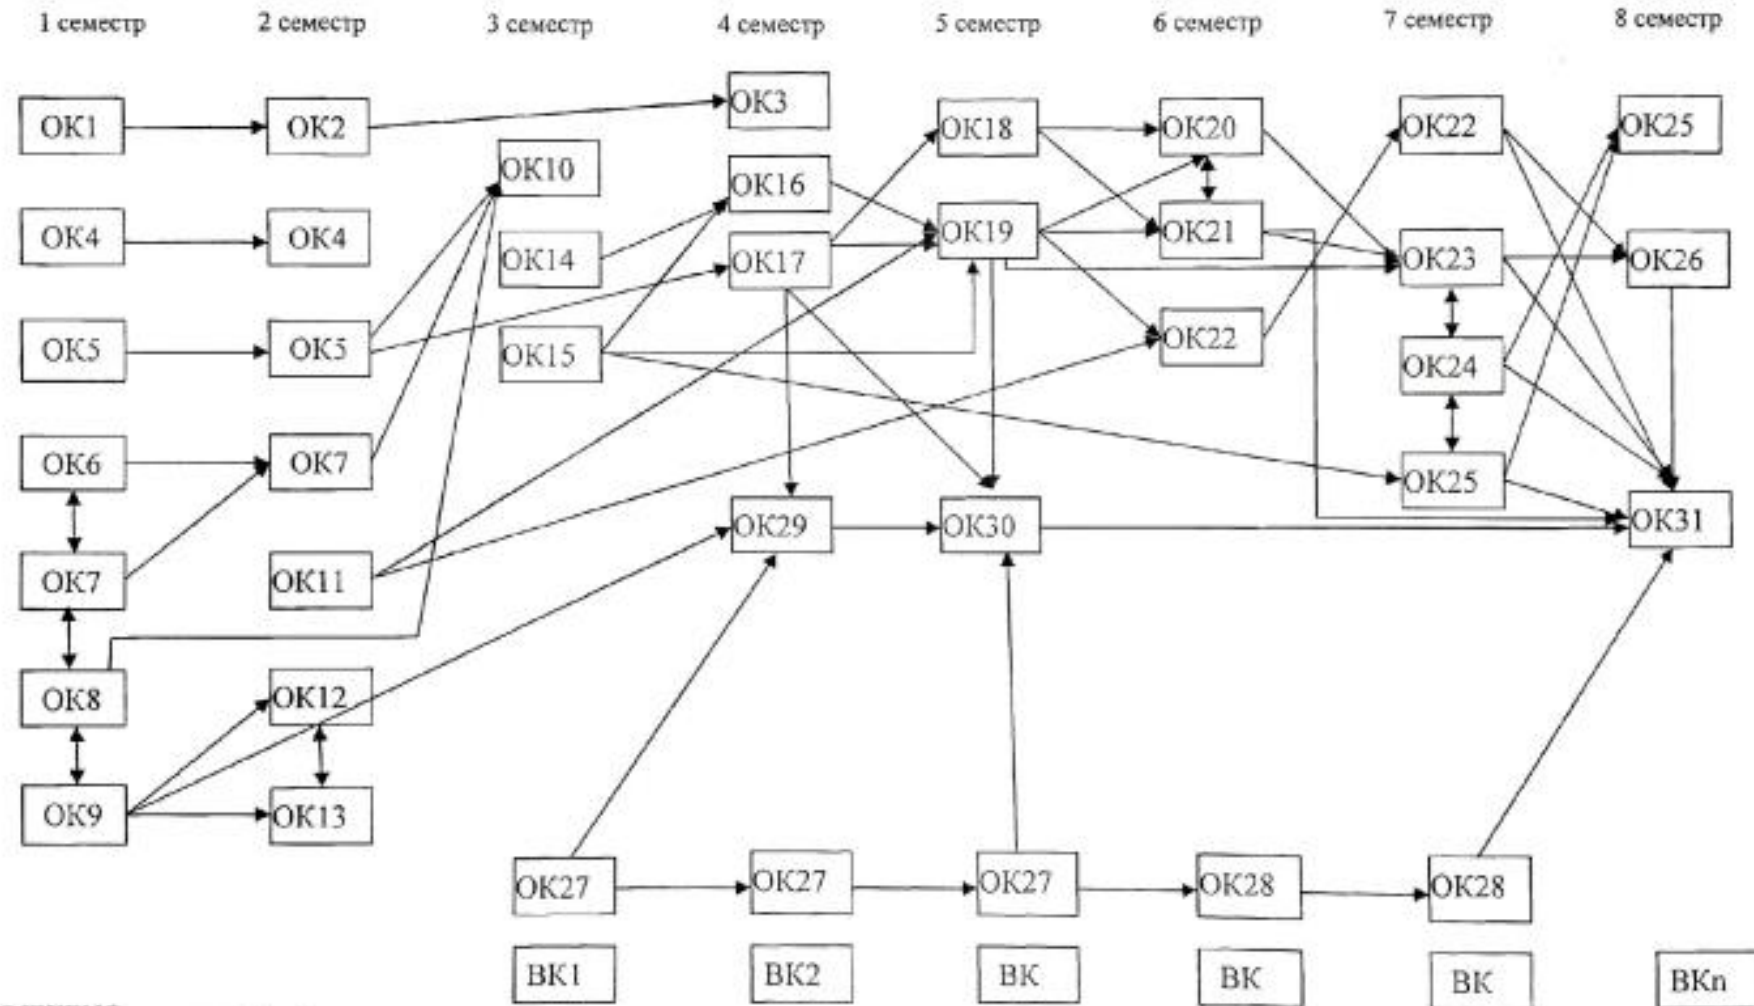 1 семестр 2 семестр 3 семестр 4 семестр 5 семестр 6 семестр 7 семестр 8 семестр
ОК3
ОК1 ОК2 ОК18 ОК20 ОК22 ОК25
ОК10 ОК16
ОК4 ОК4 ОК19 ОК21
ОК14 ОК17 ОК23 ОК26
ОК5 ОК5 ОК15 ОК22 ОК24
ОК6 ОК7 ОК25
ОК29 ОК30 ОК31
ОК7 ОК11
ОК8 ОК12
ОК9 ОК13
ОК27 ОК27 ОК27 ОК28 ОК28
ВК1 ВК2 ВК ВК ВК ВКn